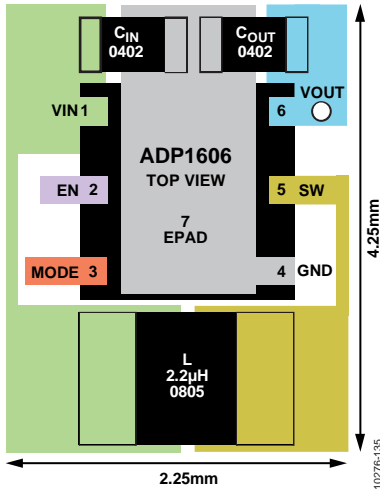 CIN
0402
COUT
0402
VOUT
VIN 1
6
ADP1606
TOP VIEW
EN 2
5 SW
7
EPAD
MODE 3
4 GND
4.25mm
L
2.2µH
0805
2.25mm
10276-135